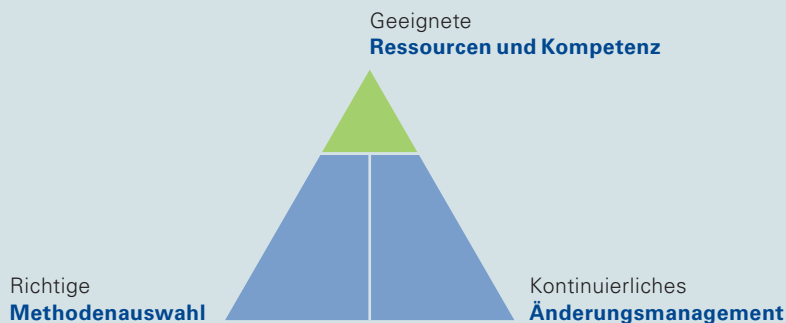 Geeignete
Ressourcen und Kompetenz
Richtige
Methodenauswahl
Kontinuierliches
Änderungsmanagement